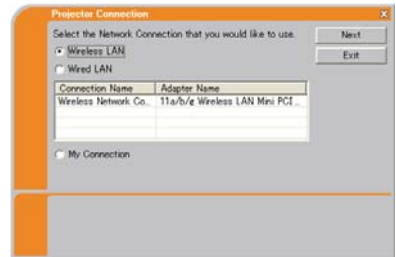 Projector Connection x
Select the Network Connection that you would like to use.
Next
Wireless LAN
Exit
Wired LAN
Connection Name Adapter Name
Wireless Network Co... 11a/b/g Wireless LAN Mini PCI ...
My Connection